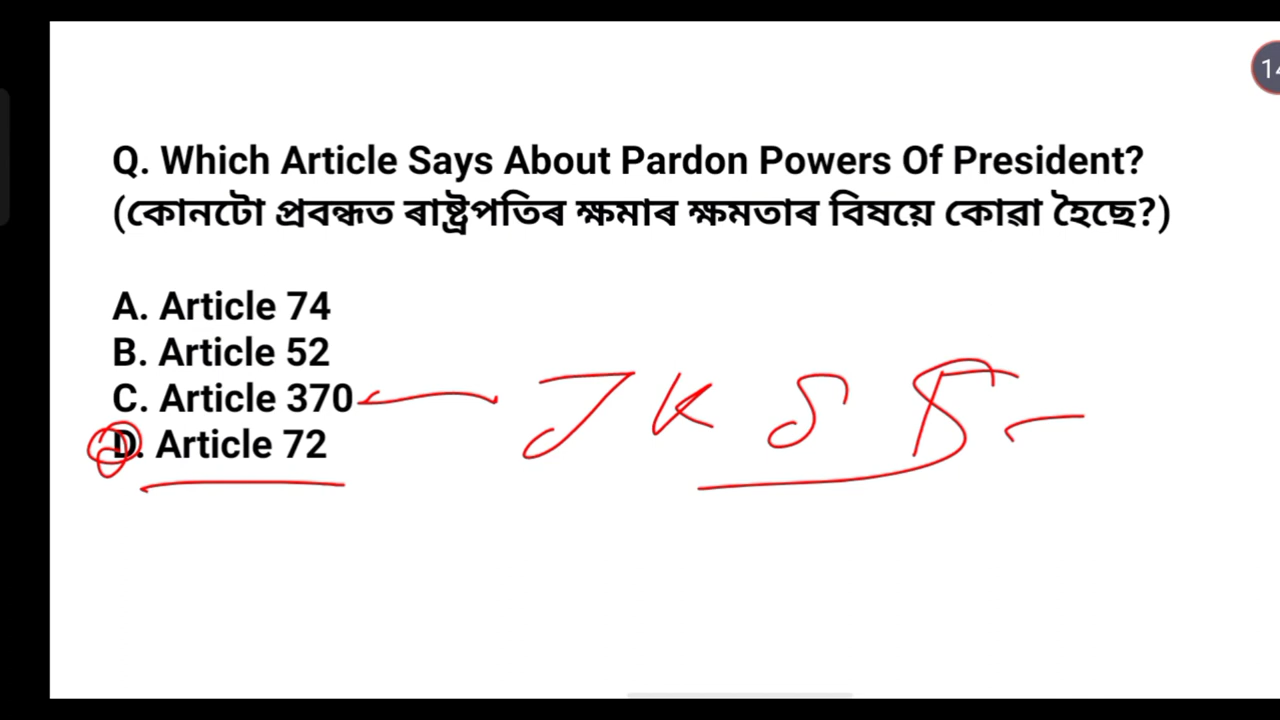 14
Q. Which Article Says About Pardon Powers Of President?
(কোনটো প্ৰবন্ধত ৰাষ্ট্ৰপতিৰ ক্ষমাৰ ক্ষমতাৰ বিষয়ে কোৱা হৈছে?)
A. Article 74
B. Article 52
C. Article 370
J K
D. Article 72